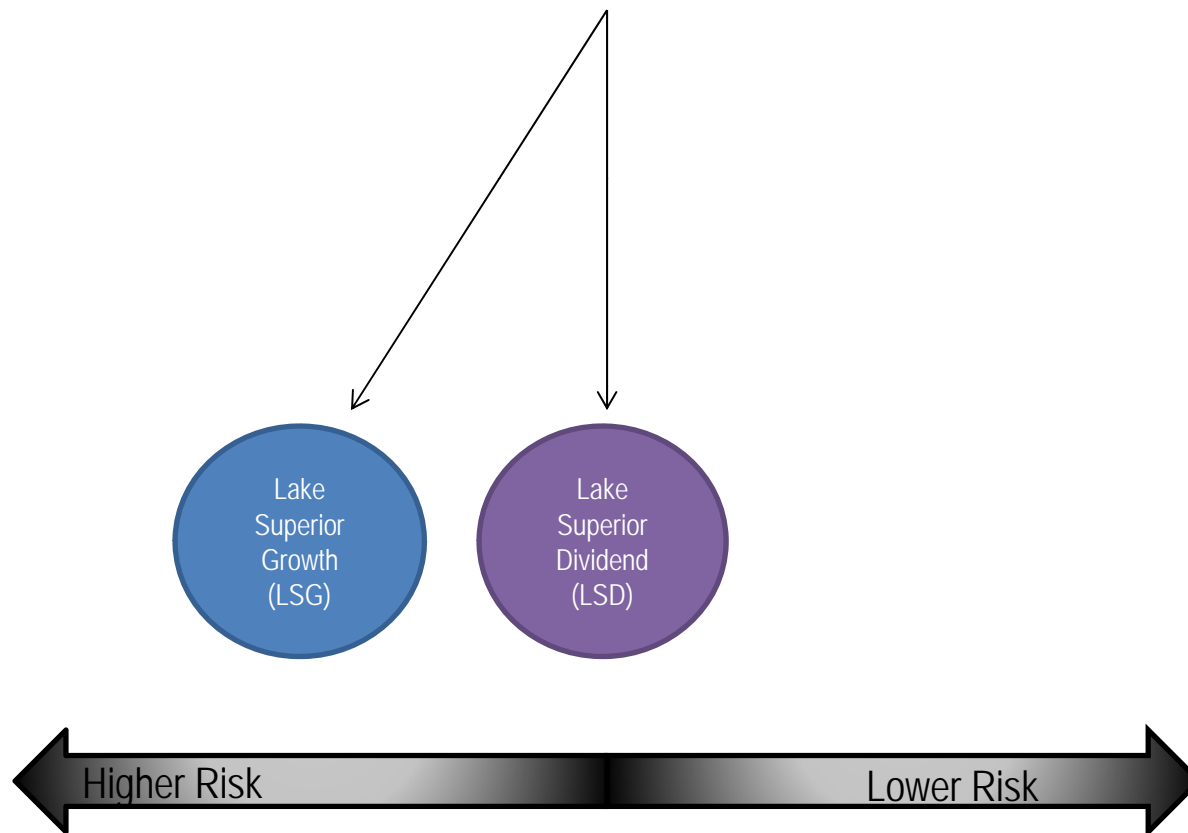 Lake
Superior
Growth
(LSG)
Lake
Superior
Dividend
(LSD)
Higher Risk
Lower Risk